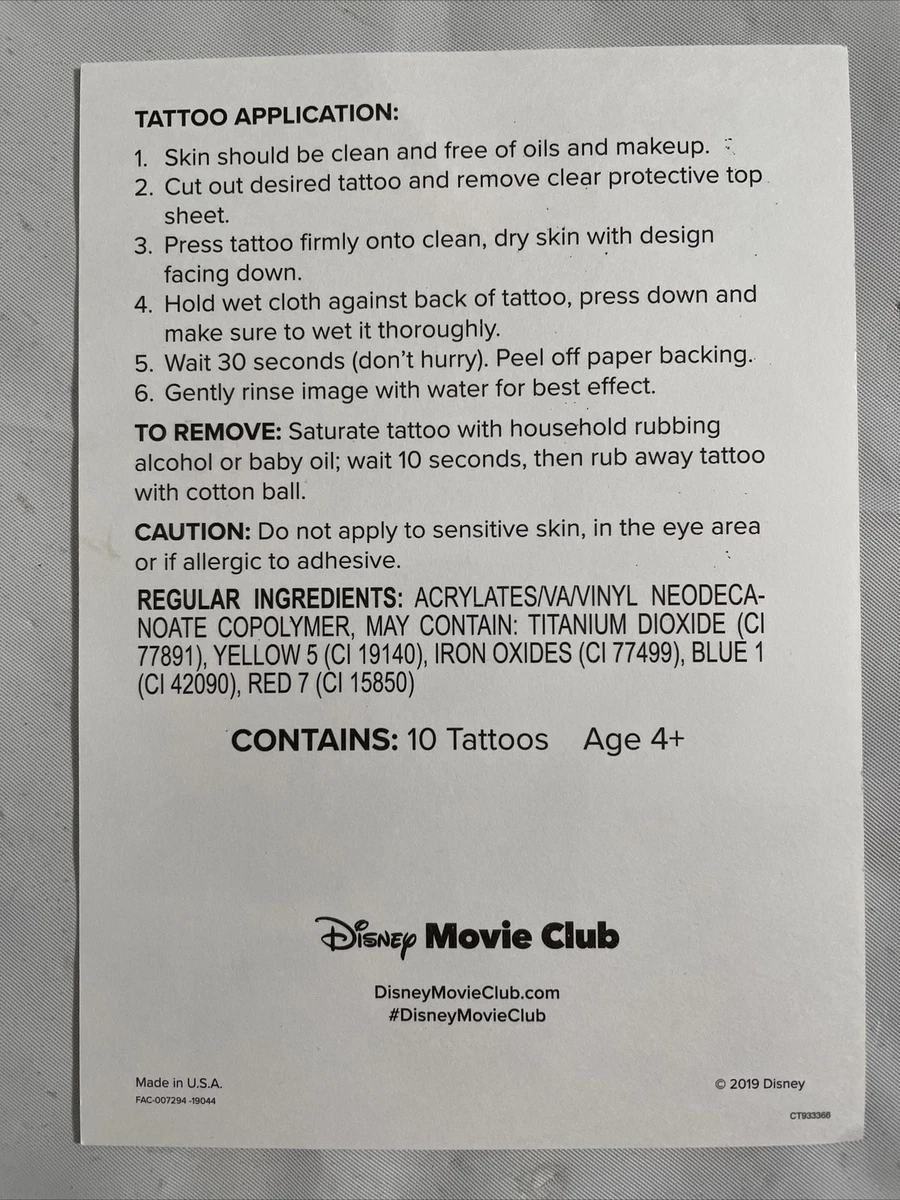 TATTOO APPLICATION:
1. Skin should be clean and free of oils and makeup.
2. Cut out desired tattoo and remove clear protective top
sheet.
3. Press tattoo firmly onto clean, dry skin with design
facing down.
4. Hold wet cloth against back of tattoo, press down and
make sure to wet it thoroughly.
5. Wait 30 seconds (don't hurry). Peel off paper backing.
6. Gently rinse image with water for best effect.
TO REMOVE: Saturate tattoo with household rubbing
alcohol or baby oil; wait 10 seconds, then rub away tattoo
with cotton ball.
CAUTION: Do not apply to sensitive skin, in the eye area
or if allergic to adhesive.
REGULAR INGREDIENTS: ACRYLATES/VA/VINYL NEODECA-
NOATE COPOLYMER, MAY CONTAIN: TITANIUM DIOXIDE (CI
77891), YELLOW 5 (CI 19140), IRON OXIDES (CI 77499), BLUE 1
(CI 42090), RED 7 (CI 15850)
CONTAINS: 10 Tattoos Age 4+
Disney Movie Club
DisneyMovieClub.com
#DisneyMovieClub
Made in U.S.A.
© 2019 Disney
FAC-007294 -19044
CT933366